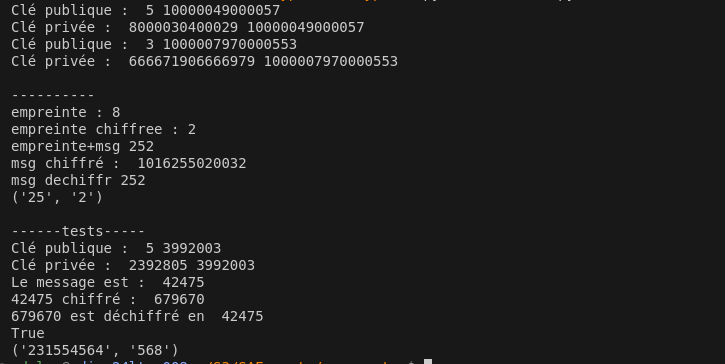 Clé publique :  5 10000049000057
Clé privée :  8000030400029 10000049000057
Clé publique :  3 1000007970000553
Clé privée :  666671906666979 1000007970000553
----------
empreinte : 8
empreinte chiffree : 2
empreinte+msg 252
msg chiffré :  1016255020032
msg dechiffr 252
('25', '2')
------tests-----
Clé publique :  5 3992003
Clé privée :  2392805 3992003
Le message est :  42475
42475 chiffré :  679670
679670 est déchiffré en  42475
True
('231554564', '568')